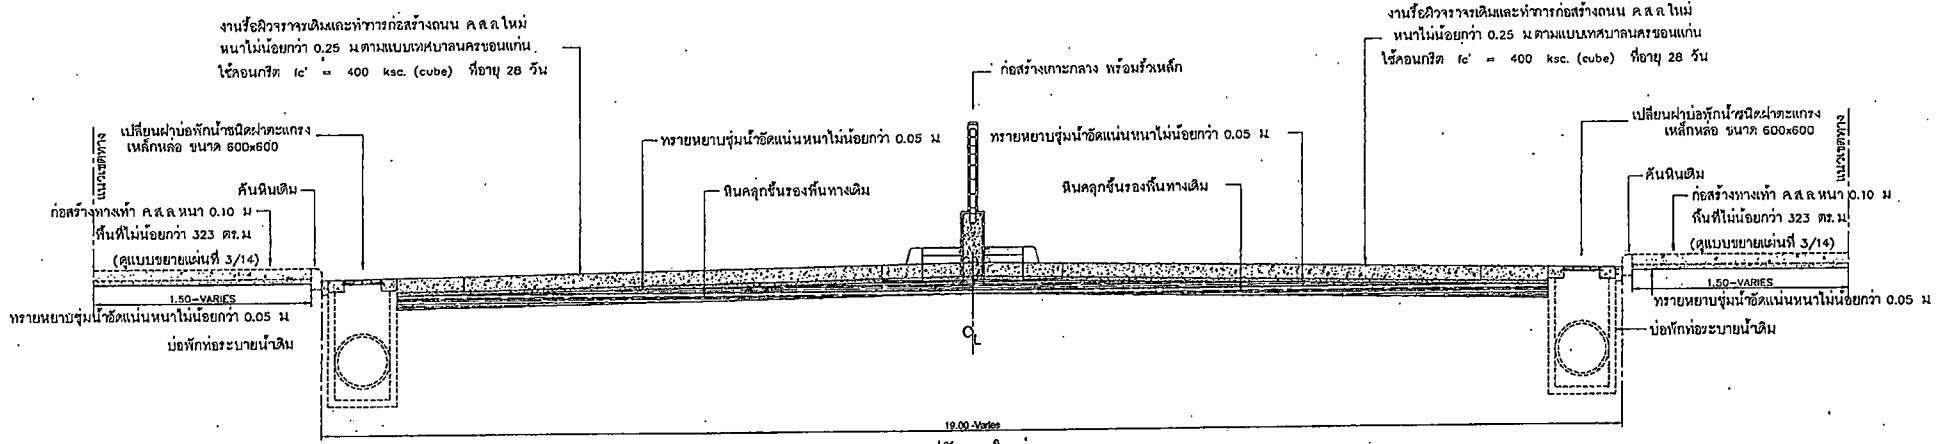 งานรื้อผิวจราจรเดิมและทำการก่อสร้างถนน ค.ส.ล.ใหม่
หนาไม่น้อยกว่า 0.25 ม.ตามแบบเทศบาลนครขอนแก่น
ใช้คอนกรีต fc' = 400 ksc. (cube) ที่อายุ 28 วัน
งานรื้อผิวจราจรเดิมและทำการก่อสร้างถนน ค.ส.ล.ใหม่
หนาไม่น้อยกว่า 0.25 ม.ตามแบบเทศบาลนครขอนแก่น
ใช้คอนกรีต fc' = 400 ksc. (cube) ที่อายุ 28 วัน
ก่อสร้างเกาะกลาง พร้อมรั้วเหล็ก
แนวเขตทาง
เปลี่ยนฝาบ่อพักน้ำชนิดฝาตะแกรง
เหล็กหล่อ ขนาด 600x600
ทรายหยาบชุ่มน้ำอัดแน่นหนาไม่น้อยกว่า 0.05 ม.
ทรายหยาบชุ่มน้ำอัดแน่นหนาไม่น้อยกว่า 0.05 ม.
เปลี่ยนฝาบ่อพักน้ำชนิดฝาตะแกรง
เหล็กหล่อ ขนาด 600x600
แนวเขตทาง
คันหินเดิม
หินคลุกชั้นรองพื้นทางเดิม
หินคลุกชั้นรองพื้นทางเดิม
คันหินเดิม
ก่อสร้างทางเท้า ค.ส.ล.หนา 0.10 ม
พื้นที่ไม่น้อยกว่า 323 ตร.ม
(ดูแบบขยายแผ่นที่ 3/14)
ก่อสร้างทางเท้า ค.ส.ล.หนา 0.10 ม
พื้นที่ไม่น้อยกว่า 323 ตร.ม
(ดูแบบขยายแผ่นที่ 3/14)
1.50-VARIES
1.50-VARIES
ทรายหยาบชุ่มน้ำอัดแน่นหนาไม่น้อยกว่า 0.05 ม
ทรายหยาบชุ่มน้ำอัดแน่นหนาไม่น้อยกว่า 0.05 ม
บ่อพักท่อระบายน้ำเดิม
บ่อพักท่อระบายน้ำเดิม
CL
19.00-Varies